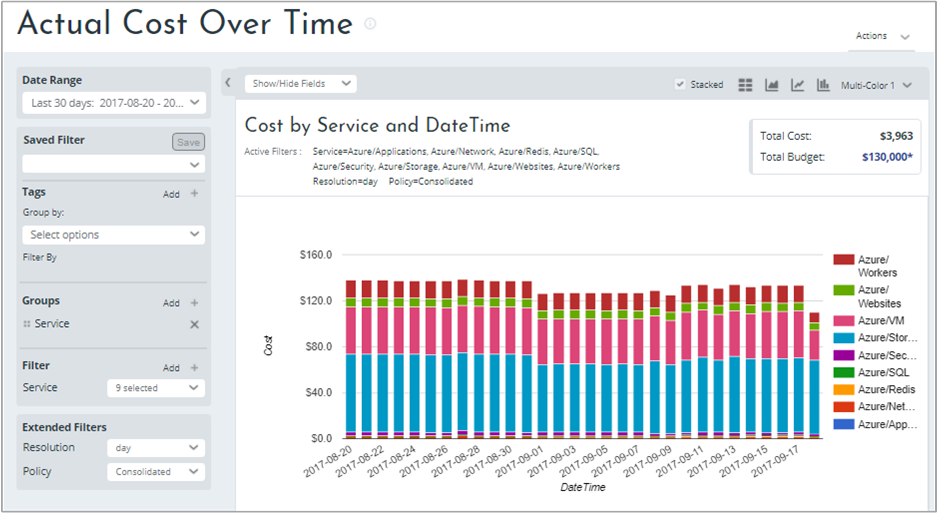 Actual Cost Over Time
Actions
Date Range
Last 30 days: 2017-08-20 - 20...
Saved Filter
Save
Tags
Add +
Group by:
Select options
Filter By
Groups
Add +
Service
Filter
Add +
Service
9 selected
Extended Filters
Resolution
day
Policy
Consolidated
Show/Hide Fields
Stacked
Multi-Color 1
Cost by Service and DateTime
Active Filters :
Service=Azure/Applications, Azure/Network, Azure/Redis, Azure/SQL,
Azure/Security, Azure/Storage, Azure/VM, Azure/Websites, Azure/Workers
Resolution=day Policy=Consolidated
Total Cost: $3,963
Total Budget: $130,000*
$160.0
$120.0
$80.0
$40.0
$0.0
Cost
2017-08-20
2017-08-22
2017-08-24
2017-08-26
2017-08-28
2017-08-30
2017-09-01
2017-09-03
2017-09-05
2017-09-07
2017-09-09
2017-09-11
2017-09-13
2017-09-15
2017-09-17
DateTime
Azure/
Workers
Azure/
Websites
Azure/VM
Azure/Stor...
Azure/Sec...
Azure/SQL
Azure/Redis
Azure/Net...
Azure/App...